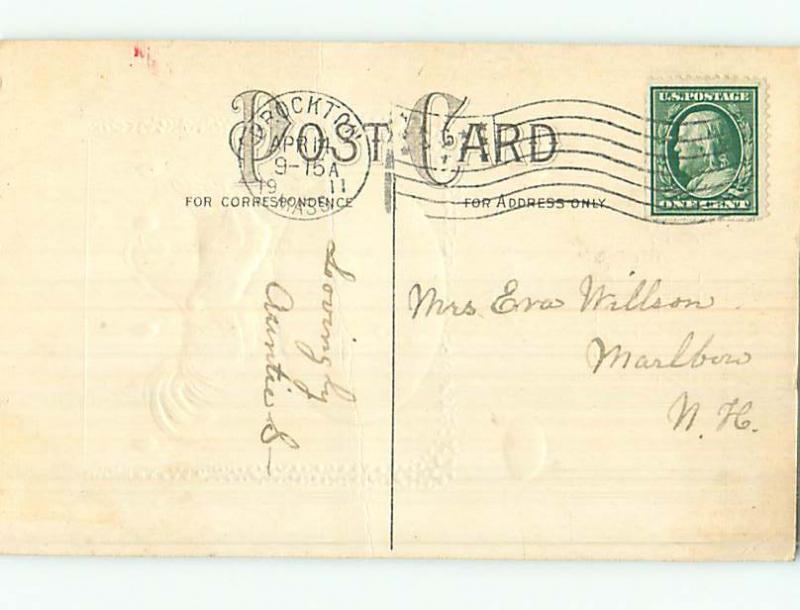 BROCKTON
APR 14
9-15A
1911
MASS.
POST CARD
FOR CORRESPONDENCE
FOR ADDRESS ONLY
U.S. POSTAGE
ONE CENT
Lovingly
Auntie S—
Mrs Eva Willson
Marlboro
N. H.